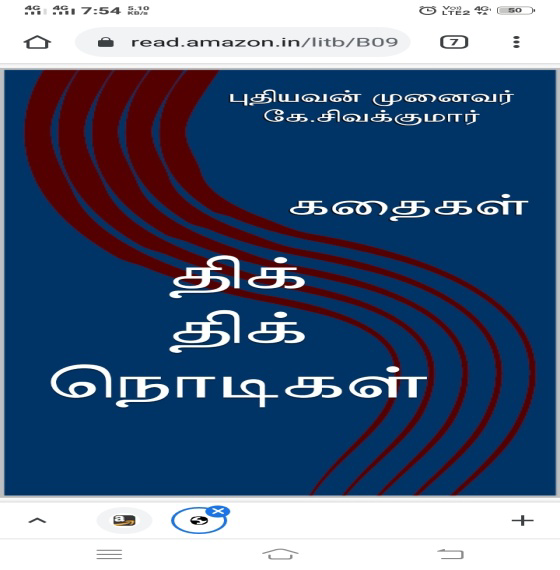 4G 4G 7:54 5.10 KB/s VoD LTE2 4G 50
read.amazon.in/litb/B09 7
புதியவன் முனைவர்
கே.சிவக்குமார்
கதைகள்
திக்
திக்
நொடிகள்